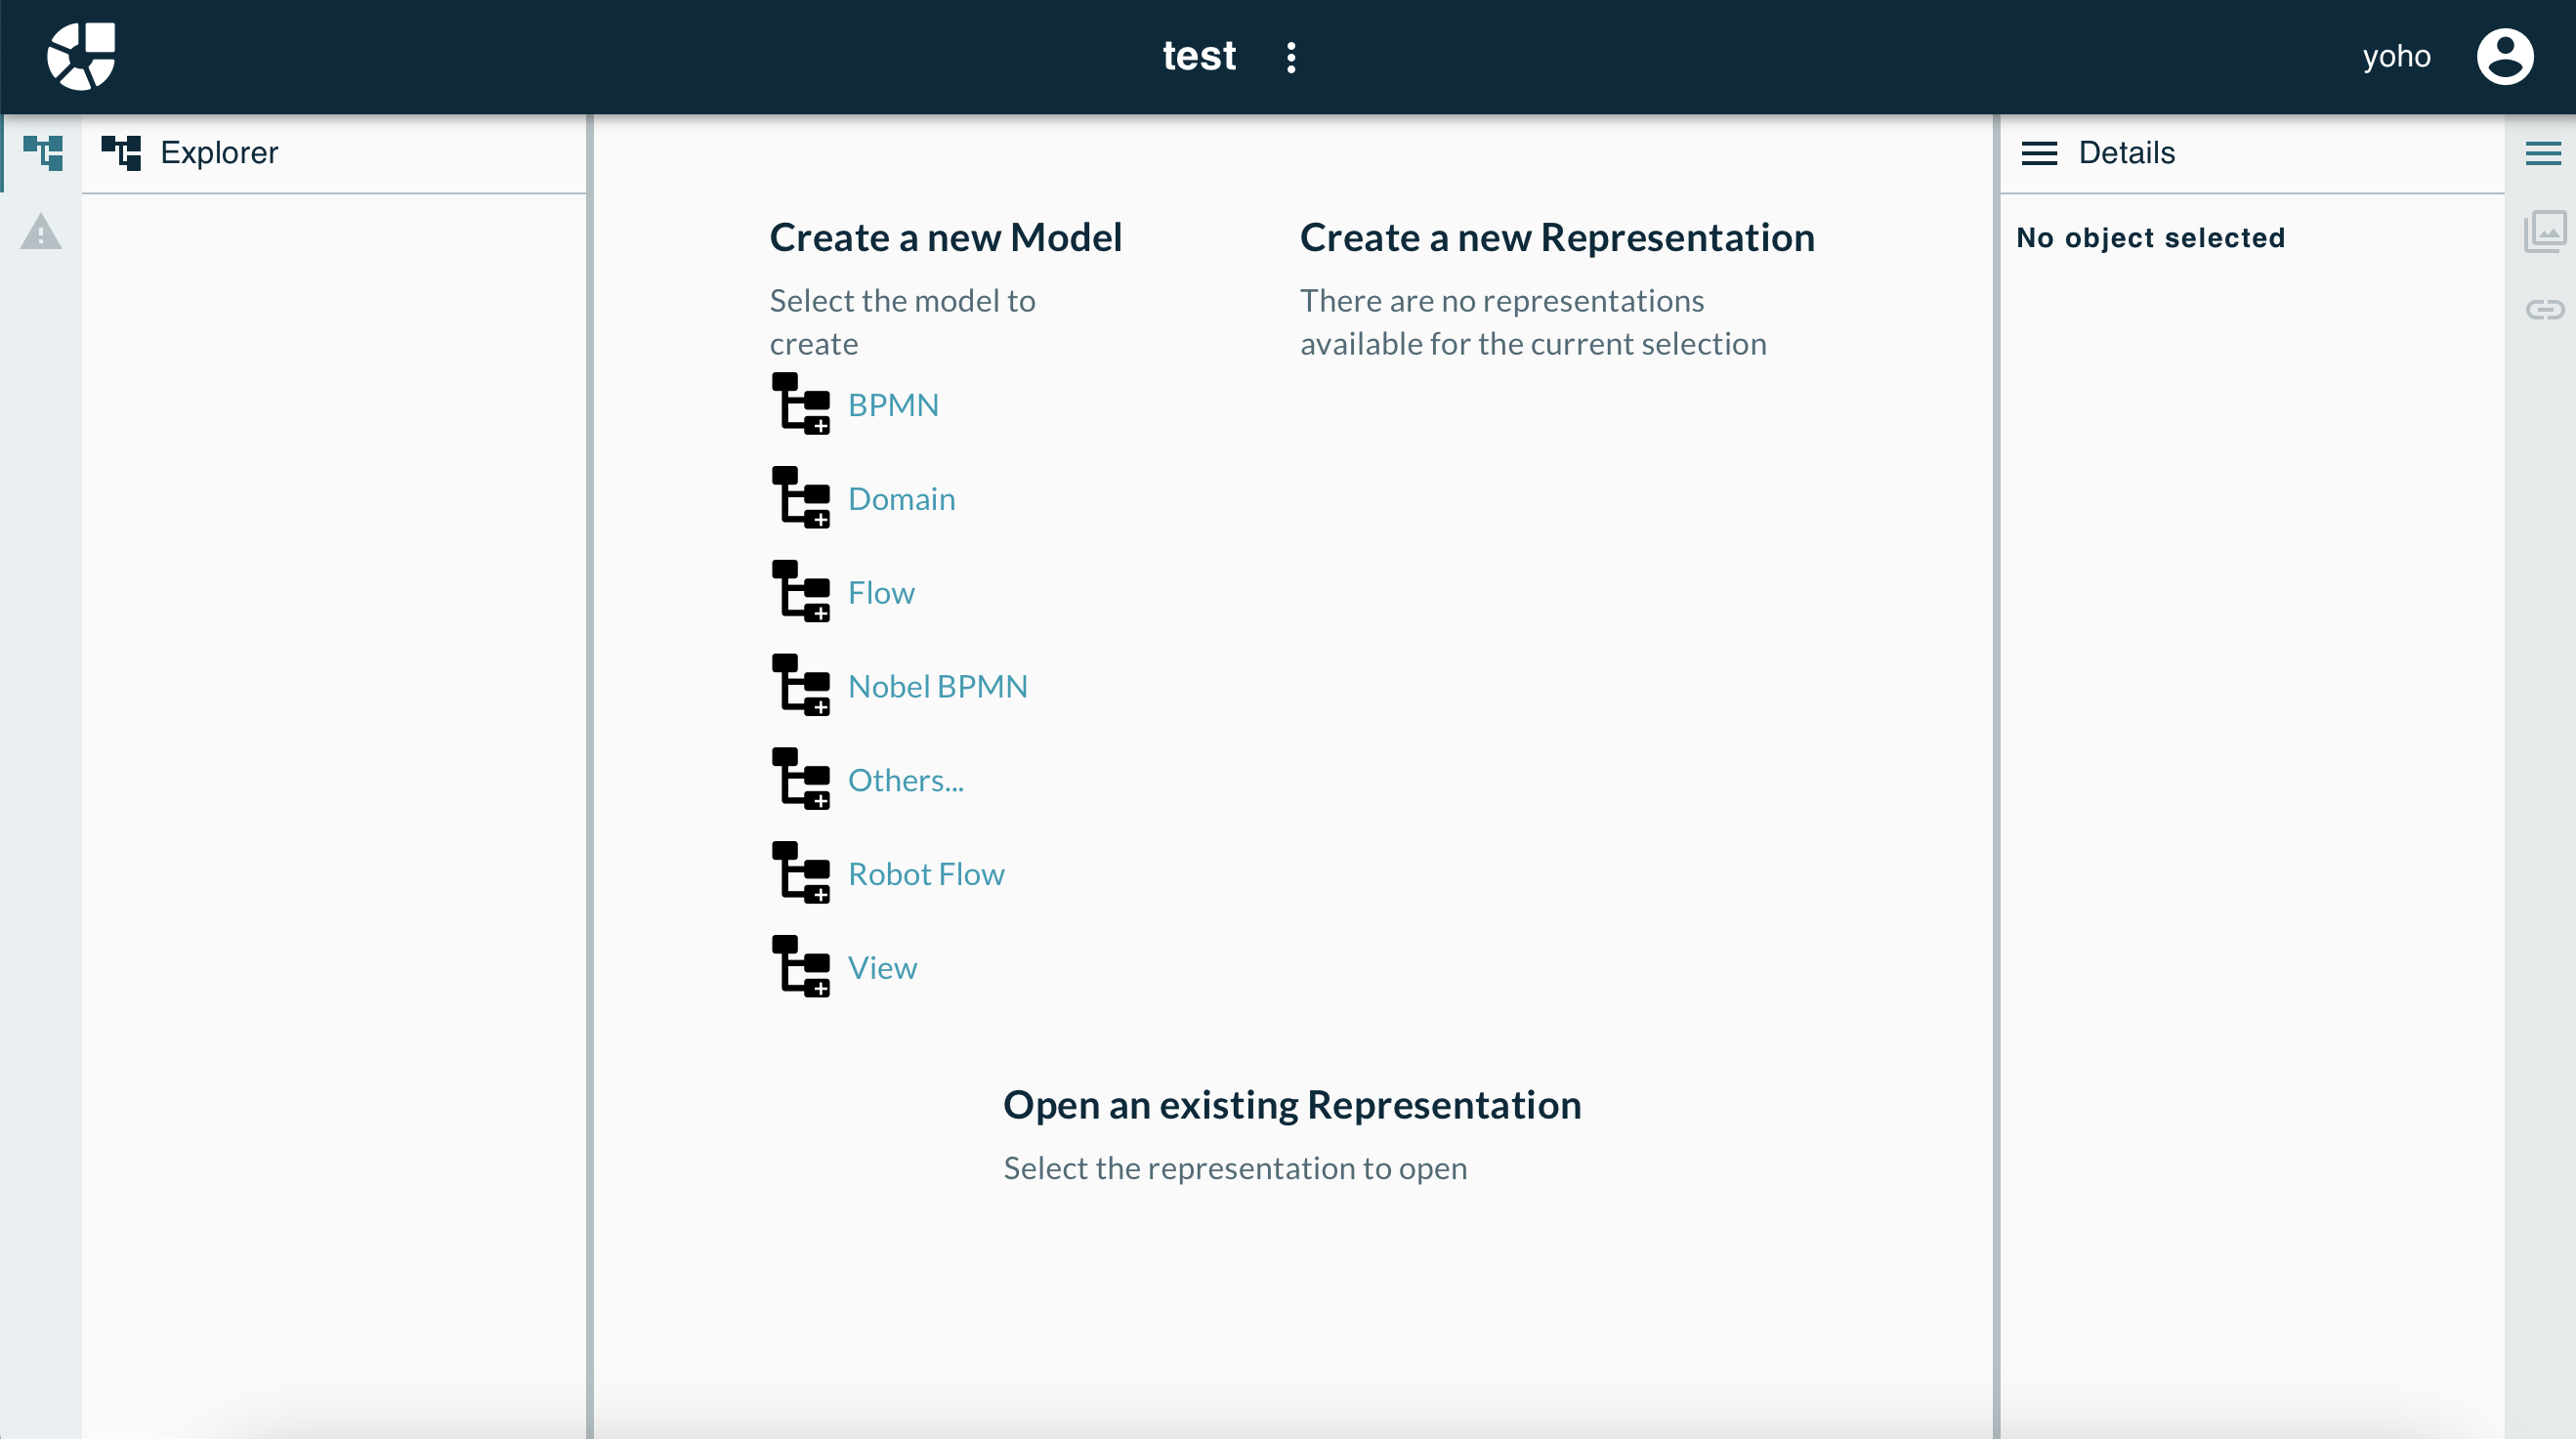 test
yoho
Explorer
Create a new Model
Select the model to
create
BPMN
Domain
Flow
Nobel BPMN
Others...
Robot Flow
View
Create a new Representation
There are no representations
available for the current selection
Open an existing Representation
Select the representation to open
Details
No object selected